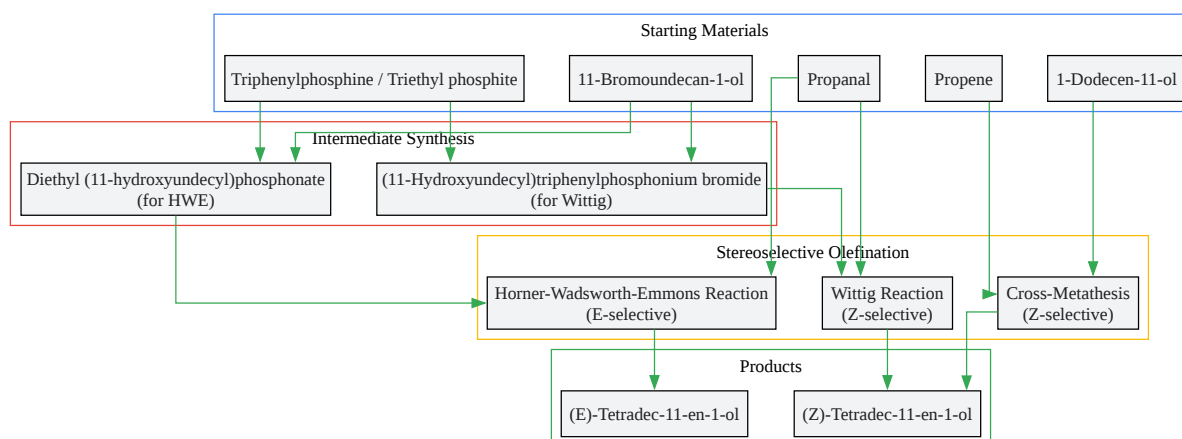 Starting Materials
Triphenylphosphine / Triethyl phosphite
11-Bromoundecan-1-ol
Propanal
Propene
1-Dodecen-11-ol
Intermediate Synthesis
Diethyl (11-hydroxyundecyl)phosphonate
(for HWE)
(11-Hydroxyundecyl)triphenylphosphonium bromide
(for Wittig)
Stereoselective Olefination
Horner-Wadsworth-Emmons Reaction
(E-selective)
Wittig Reaction
(Z-selective)
Cross-Metathesis
(Z-selective)
Products
(E)-Tetradec-11-en-1-ol
(Z)-Tetradec-11-en-1-ol